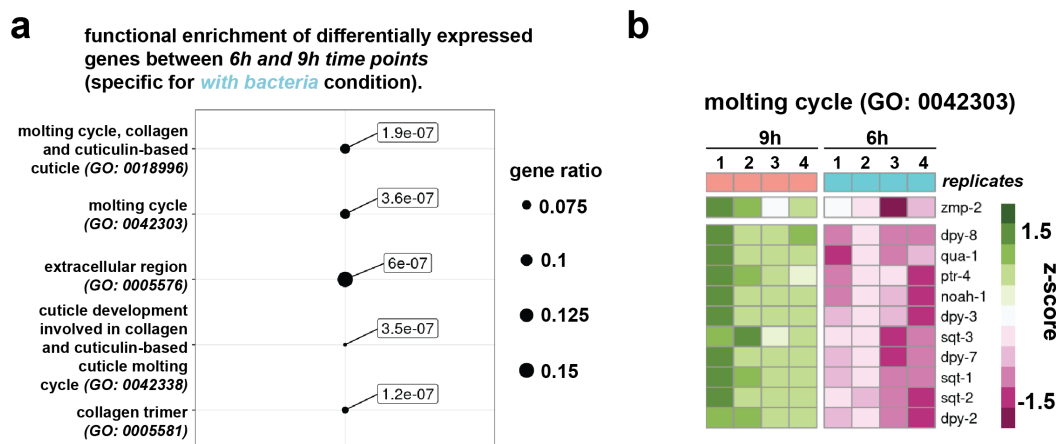 a
functional enrichment of differentially expressed
genes between 6h and 9h time points
(specific for with bacteria condition).
molting cycle, collagen
and cuticulin-based
cuticle (GO: 0018996)
1.9e-07
molting cycle
(GO: 0042303)
3.6e-07
extracellular region
(GO: 0005576)
6e-07
cuticle development
involved in collagen
and cuticulin-based
cuticle molting
cycle (GO: 0042338)
3.5e-07
collagen trimer
(GO: 0005581)
1.2e-07
gene ratio
0.075
0.1
0.125
0.15
b
molting cycle (GO: 0042303)
9h 6h
1 2 3 4 1 2 3 4
replicates
zmp-2
dpy-8
qua-1
ptr-4
noah-1
dpy-3
sqt-3
dpy-7
sqt-1
sqt-2
dpy-2
1.5
z-score
-1.5